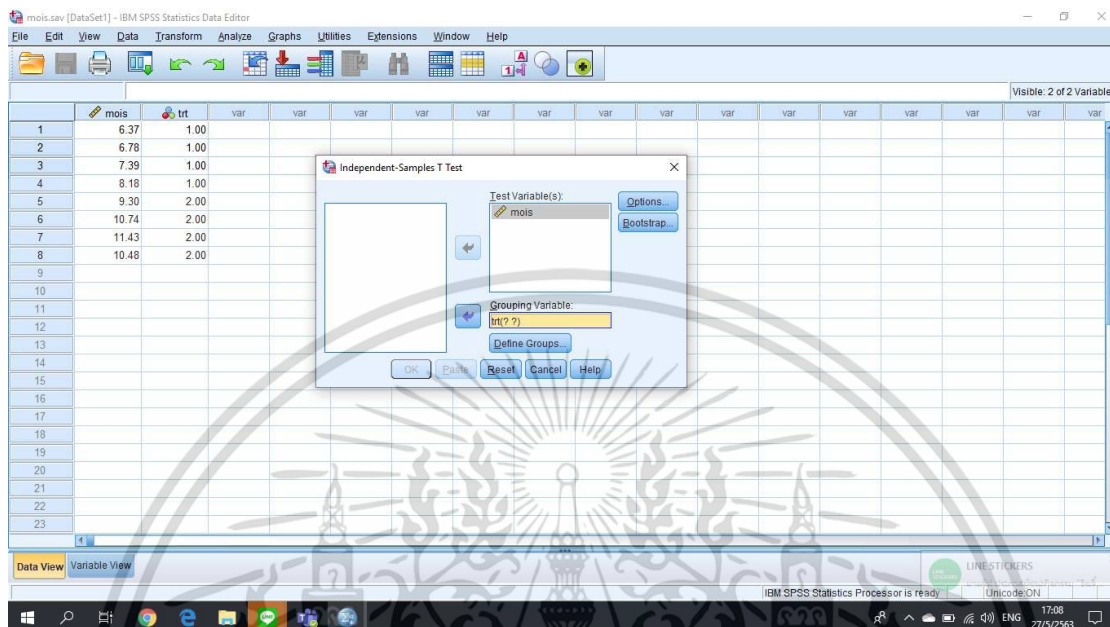 mois.sav [DataSet1] - IBM SPSS Statistics Data Editor
File Edit View Data Transform Analyze Graphs Utilities Extensions Window Help
Visible: 2 of 2 Variable
mois trt var var var var var var var var var var var var var var var
1 6.37 1.00
2 6.78 1.00
3 7.39 1.00
4 8.18 1.00
5 9.30 2.00
6 10.74 2.00
7 11.43 2.00
8 10.48 2.00
9
10
11
12
13
14
15
16
17
18
19
20
21
22
23
Independent-Samples T Test
Test Variable(s):
mois
Options...
Bootstrap...
Grouping Variable:
trt(? ?)
Define Groups...
OK Paste Reset Cancel Help
Data View Variable View
LINE STICKERS
IBM SPSS Statistics Processor is ready Unicode:ON
ENG 17:08
27/5/2563